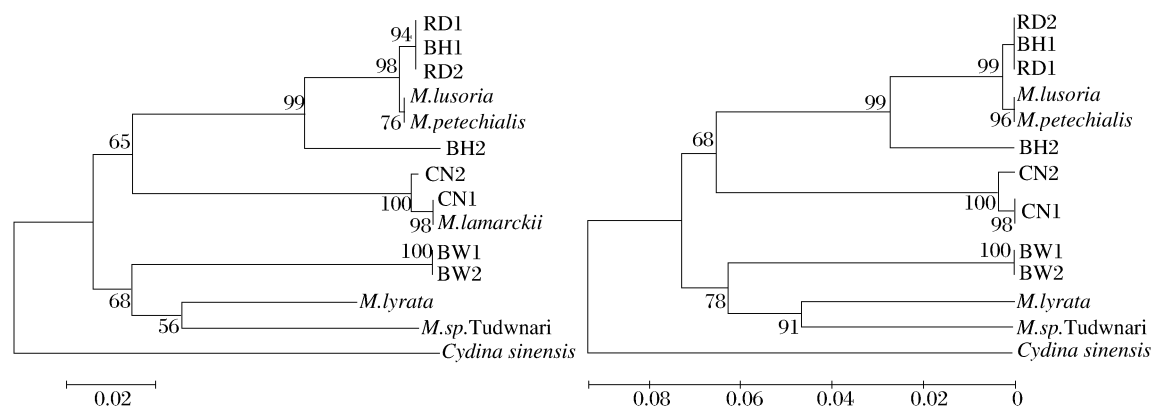 94 RD1
BH1
98 RD2
M.lusoria
99
76 M.petechialis
65 BH2
CN2
100 CN1
98 M.lamarckii
100 BW1
BW2
68 M.lyrata
56 M.sp.Tudwnari
Cydina sinensis
0.02
RD2
BH1
99 RD1
M.lusoria
99
96 M.petechialis
68 BH2
CN2
100 CN1
98
100 BW1
BW2
78 M.lyrata
91 M.sp.Tudwnari
Cydina sinensis
0.08 0.06 0.04 0.02 0